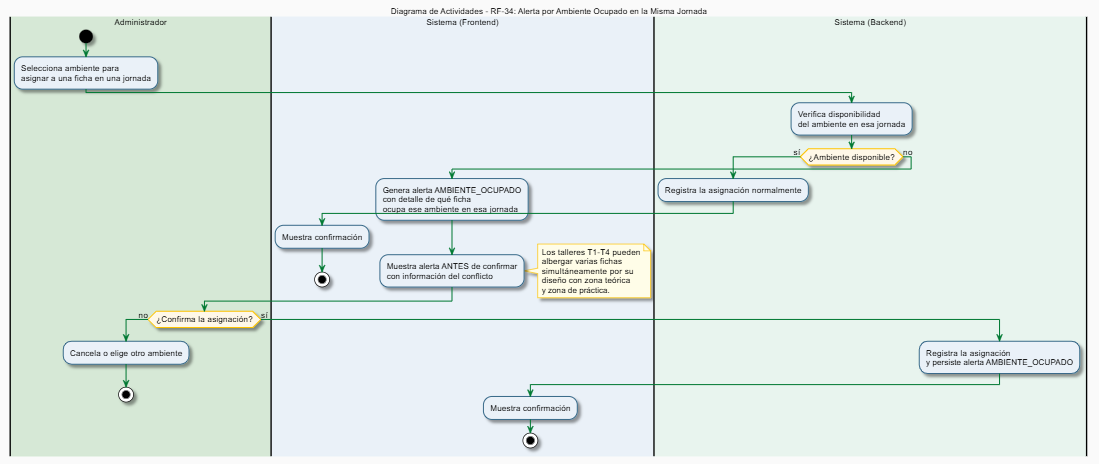 Diagrama de Actividades - RF-34: Alerta por Ambiente Ocupado en la Misma Jornada
Administrador
Sistema (Frontend)
Sistema (Backend)
Selecciona ambiente para
asignar a una ficha en una jornada
Verifica disponibilidad
del ambiente en esa jornada
sí
¿Ambiente disponible?
no
Genera alerta AMBIENTE_OCUPADO
con detalle de qué ficha
ocupa ese ambiente en esa jornada
Registra la asignación normalmente
Muestra confirmación
Muestra alerta ANTES de confirmar
con información del conflicto
Los talleres T1-T4 pueden
albergar varias fichas
simultáneamente por su
diseño con zona teórica
y zona de práctica.
no
¿Confirma la asignación?
sí
Cancela o elige otro ambiente
Registra la asignación
y persiste alerta AMBIENTE_OCUPADO
Muestra confirmación